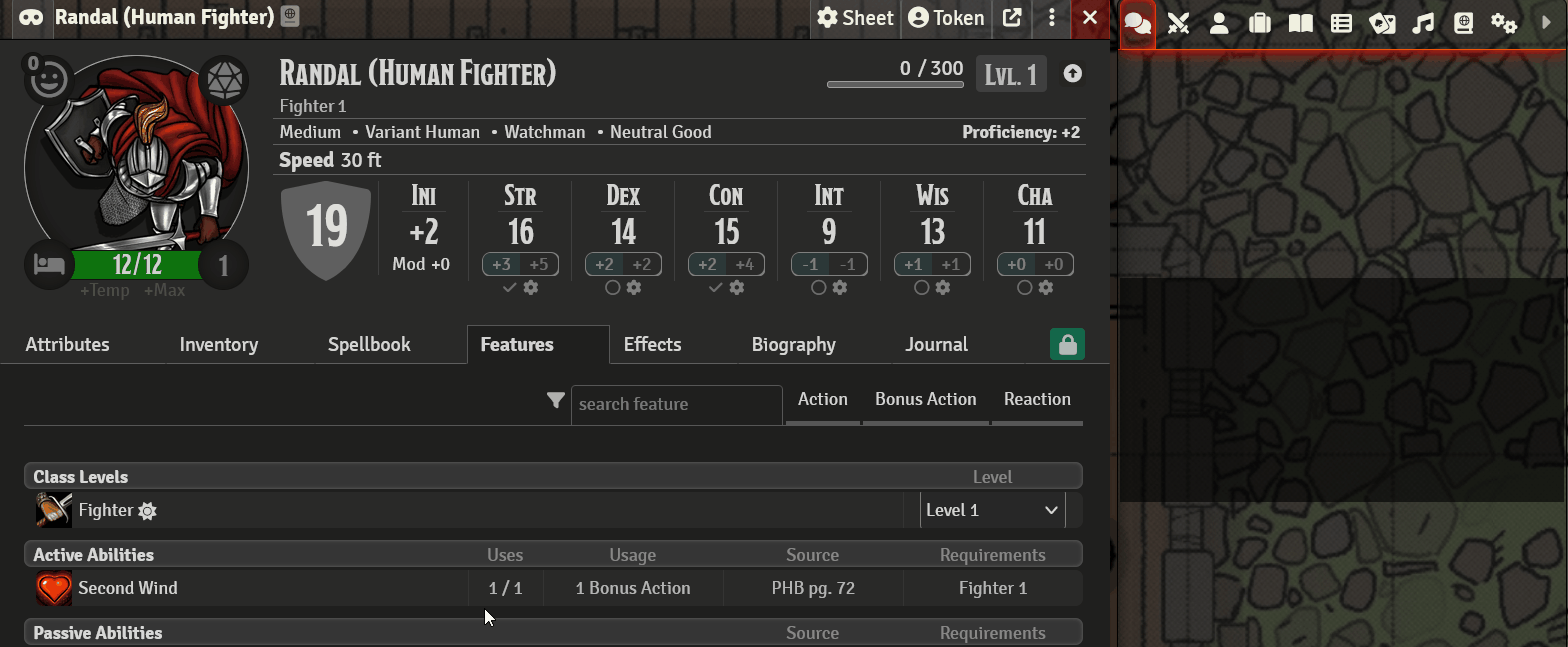 Randal (Human Fighter) Sheet Token
0
Randal (Human Fighter) 0 / 300 Lvl. 1
Fighter 1
Medium • Variant Human • Watchman • Neutral Good Proficiency: +2
Speed 30 ft
19 Ini Str Dex Con Int Wis Cha
+2 16 14 15 9 13 11
Mod +0 +3 +5 +2 +2 +2 +4 -1 -1 +1 +1 +0 +0
12/12 1
+Temp +Max
Attributes Inventory Spellbook Features Effects Biography Journal
search feature Action Bonus Action Reaction
Class Levels Level
Fighter Level 1
Active Abilities Uses Usage Source Requirements
Second Wind 1 / 1 1 Bonus Action PHB pg. 72 Fighter 1
Passive Abilities Source Requirements